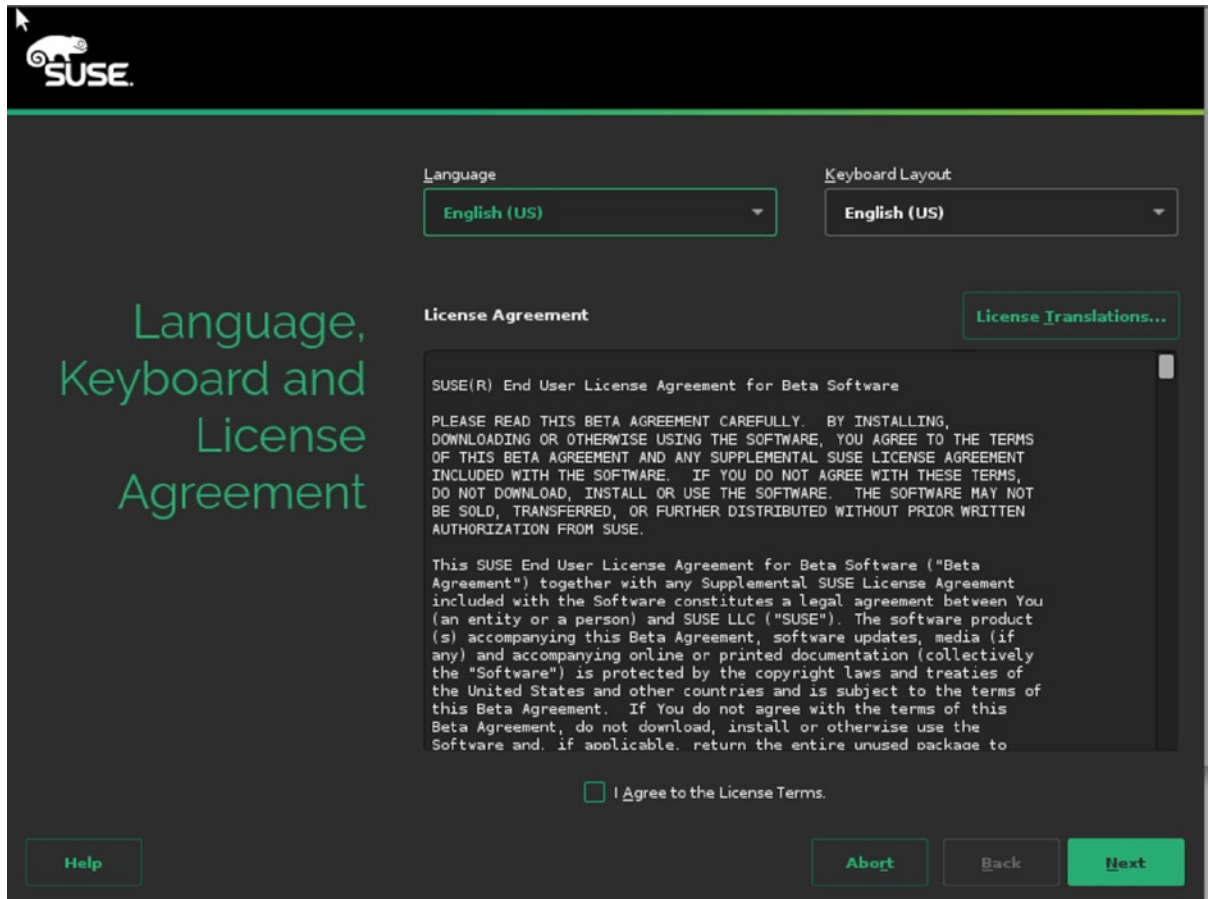 SUSE.
Language
Keyboard Layout
English (US)
English (US)
Language,
Keyboard and
License
Agreement
License Agreement
License Translations...
SUSE(R) End User License Agreement for Beta Software
PLEASE READ THIS BETA AGREEMENT CAREFULLY.  BY INSTALLING,
DOWNLOADING OR OTHERWISE USING THE SOFTWARE, YOU AGREE TO THE TERMS
OF THIS BETA AGREEMENT AND ANY SUPPLEMENTAL SUSE LICENSE AGREEMENT
INCLUDED WITH THE SOFTWARE.  IF YOU DO NOT AGREE WITH THESE TERMS,
DO NOT DOWNLOAD, INSTALL OR USE THE SOFTWARE.  THE SOFTWARE MAY NOT
BE SOLD, TRANSFERRED, OR FURTHER DISTRIBUTED WITHOUT PRIOR WRITTEN
AUTHORIZATION FROM SUSE.
This SUSE End User License Agreement for Beta Software ("Beta
Agreement") together with any Supplemental SUSE License Agreement
included with the Software constitutes a legal agreement between You
(an entity or a person) and SUSE LLC ("SUSE"). The software product
(s) accompanying this Beta Agreement, software updates, media (if
any) and accompanying online or printed documentation (collectively
the "Software") is protected by the copyright laws and treaties of
the United States and other countries and is subject to the terms of
this Beta Agreement.  If You do not agree with the terms of this
Beta Agreement, do not download, install or otherwise use the
Software and, if applicable, return the entire unused package to
I Agree to the License Terms.
Help
Abort
Back
Next